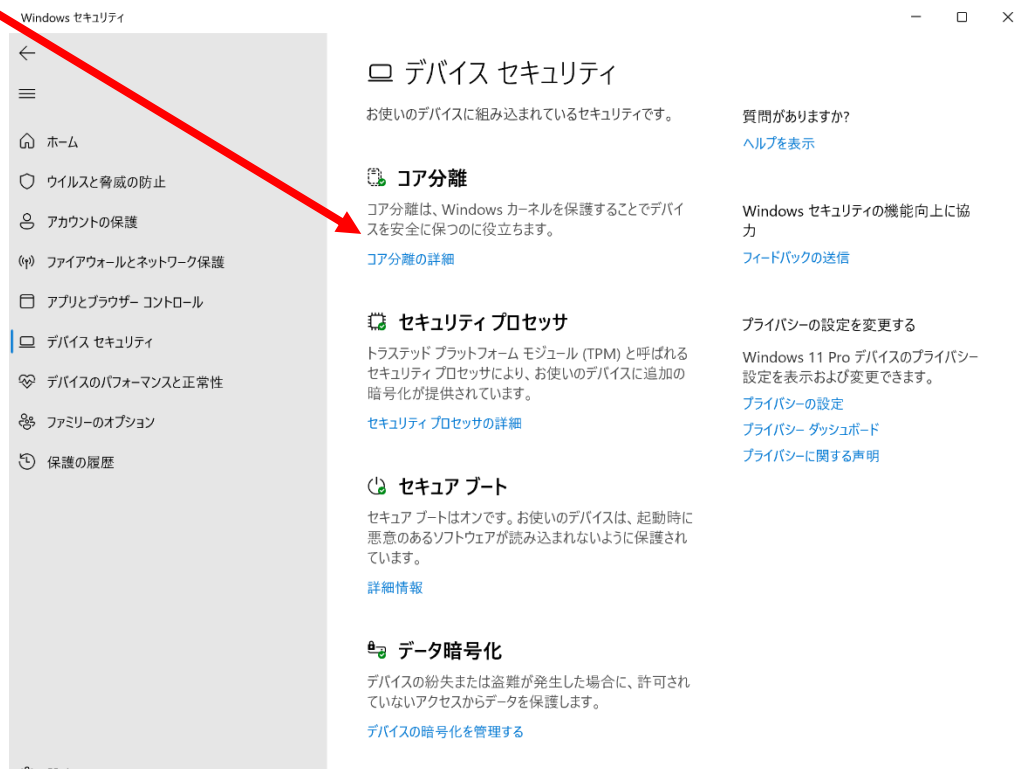 Windows セキュリティ
ホーム
ウイルスと脅威の防止
アカウントの保護
ファイアウォールとネットワーク保護
アプリとブラウザー コントロール
デバイス セキュリティ
デバイスのパフォーマンスと正常性
ファミリーのオプション
保護の履歴
デバイス セキュリティ
お使いのデバイスに組み込まれているセキュリティです。
コア分離
コア分離は、Windows カーネルを保護することでデバイ
スを安全に保つのに役立ちます。
コア分離の詳細
セキュリティ プロセッサ
トラステッド プラットフォーム モジュール (TPM) と呼ばれる
セキュリティ プロセッサにより、お使いのデバイスに追加の
暗号化が提供されています。
セキュリティ プロセッサの詳細
セキュア ブート
セキュア ブートはオンです。お使いのデバイスは、起動時に
悪意のあるソフトウェアが読み込まれないように保護され
ています。
詳細情報
データ暗号化
デバイスの紛失または盗難が発生した場合に、許可され
ていないアクセスからデータを保護します。
デバイスの暗号化を管理する
質問がありますか?
ヘルプを表示
Windows セキュリティの機能向上に協
力
フィードバックの送信
プライバシーの設定を変更する
Windows 11 Pro デバイスのプライバシー
設定を表示および変更できます。
プライバシーの設定
プライバシー ダッシュボード
プライバシーに関する声明